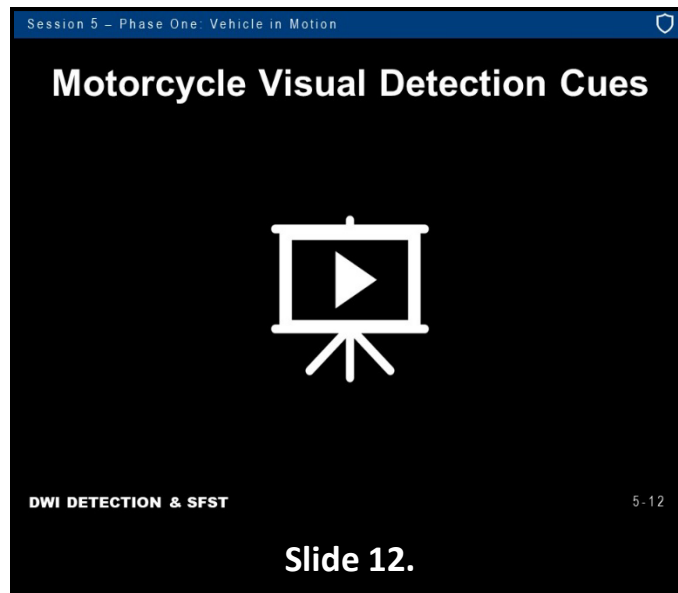 Session 5 – Phase One: Vehicle in Motion
Motorcycle Visual Detection Cues
DWI DETECTION & SFST
5-12
Slide 12.